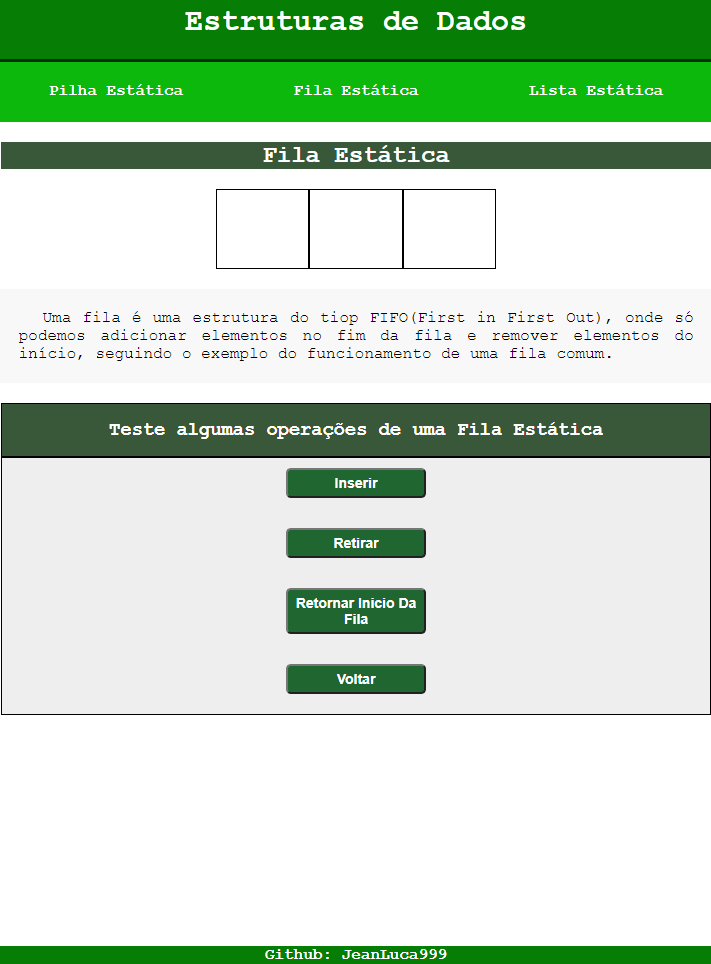 Estruturas de Dados
Pilha Estática Fila Estática Lista Estática
Fila Estática
Uma fila é uma estrutura do tiop FIFO(First in First Out), onde só
podemos adicionar elementos no fim da fila e remover elementos do
início, seguindo o exemplo do funcionamento de uma fila comum.
Teste algumas operações de uma Fila Estática
Inserir
Retirar
Retornar Inicio Da
Fila
Voltar
Github: JeanLuca999